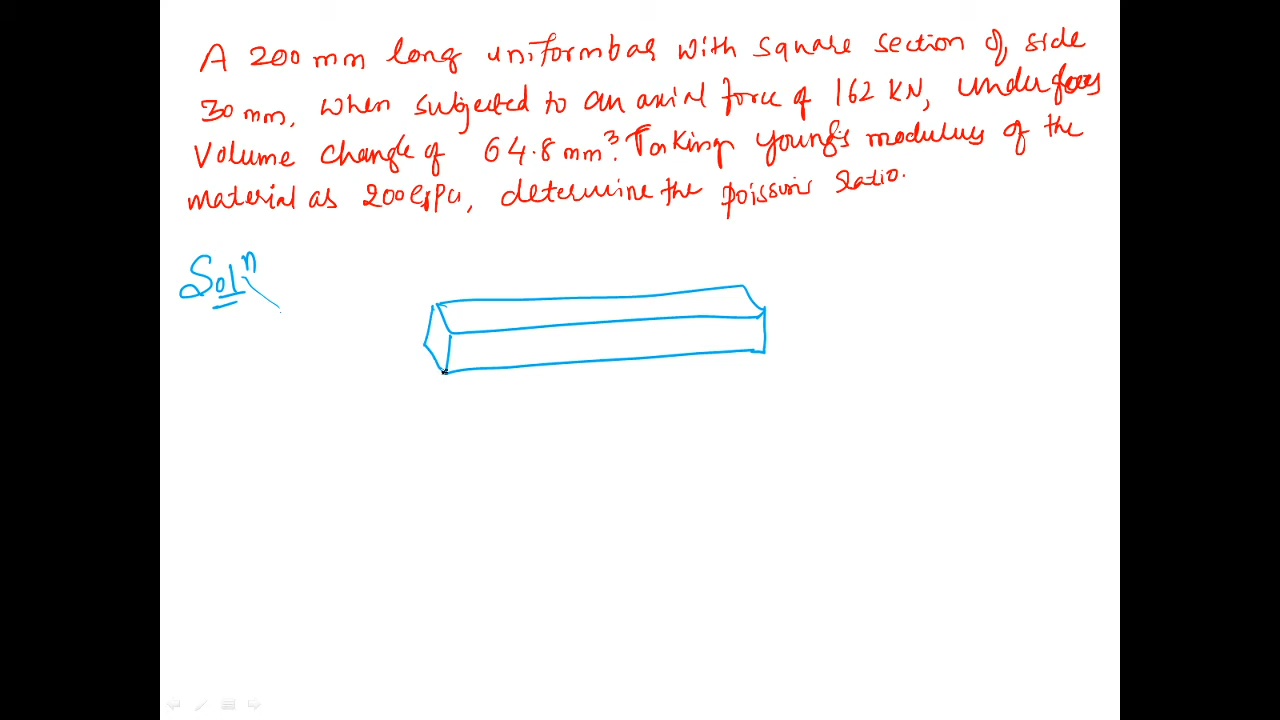 A 200 mm long uniform bar with square section of side
30 mm, when subjected to an axial force of 162 KN, undergoes
Volume change of 64.8 mm³. Taking young's modulus of the
material as 200 GPa, determine the poissons ratio.
Solⁿ